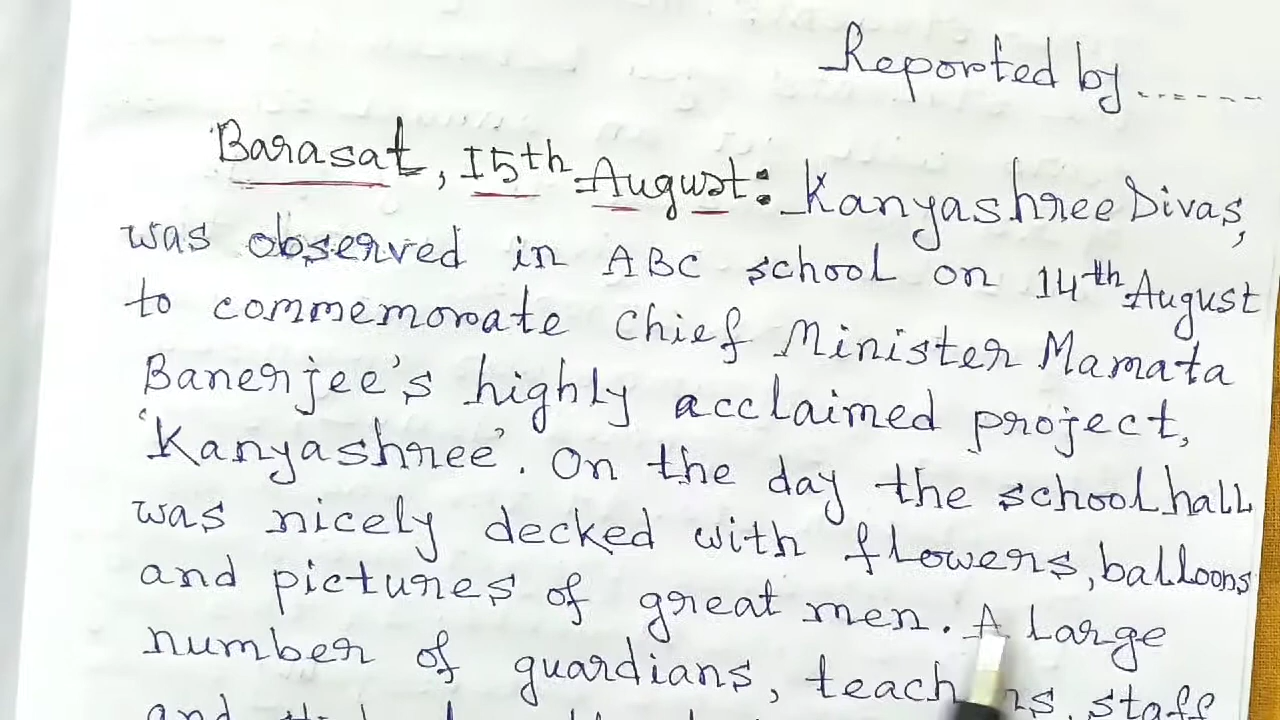 Reported by.......
Barasat, 15th August: Kanyashree Divas,
was observed in ABC school on 14th August
to commemorate Chief Minister Mamata
Banerjee's highly acclaimed project,
'Kanyashree'. On the day the school hall
was nicely decked with flowers, balloons
and pictures of great men. A large
number of guardians, teachers, staff
and